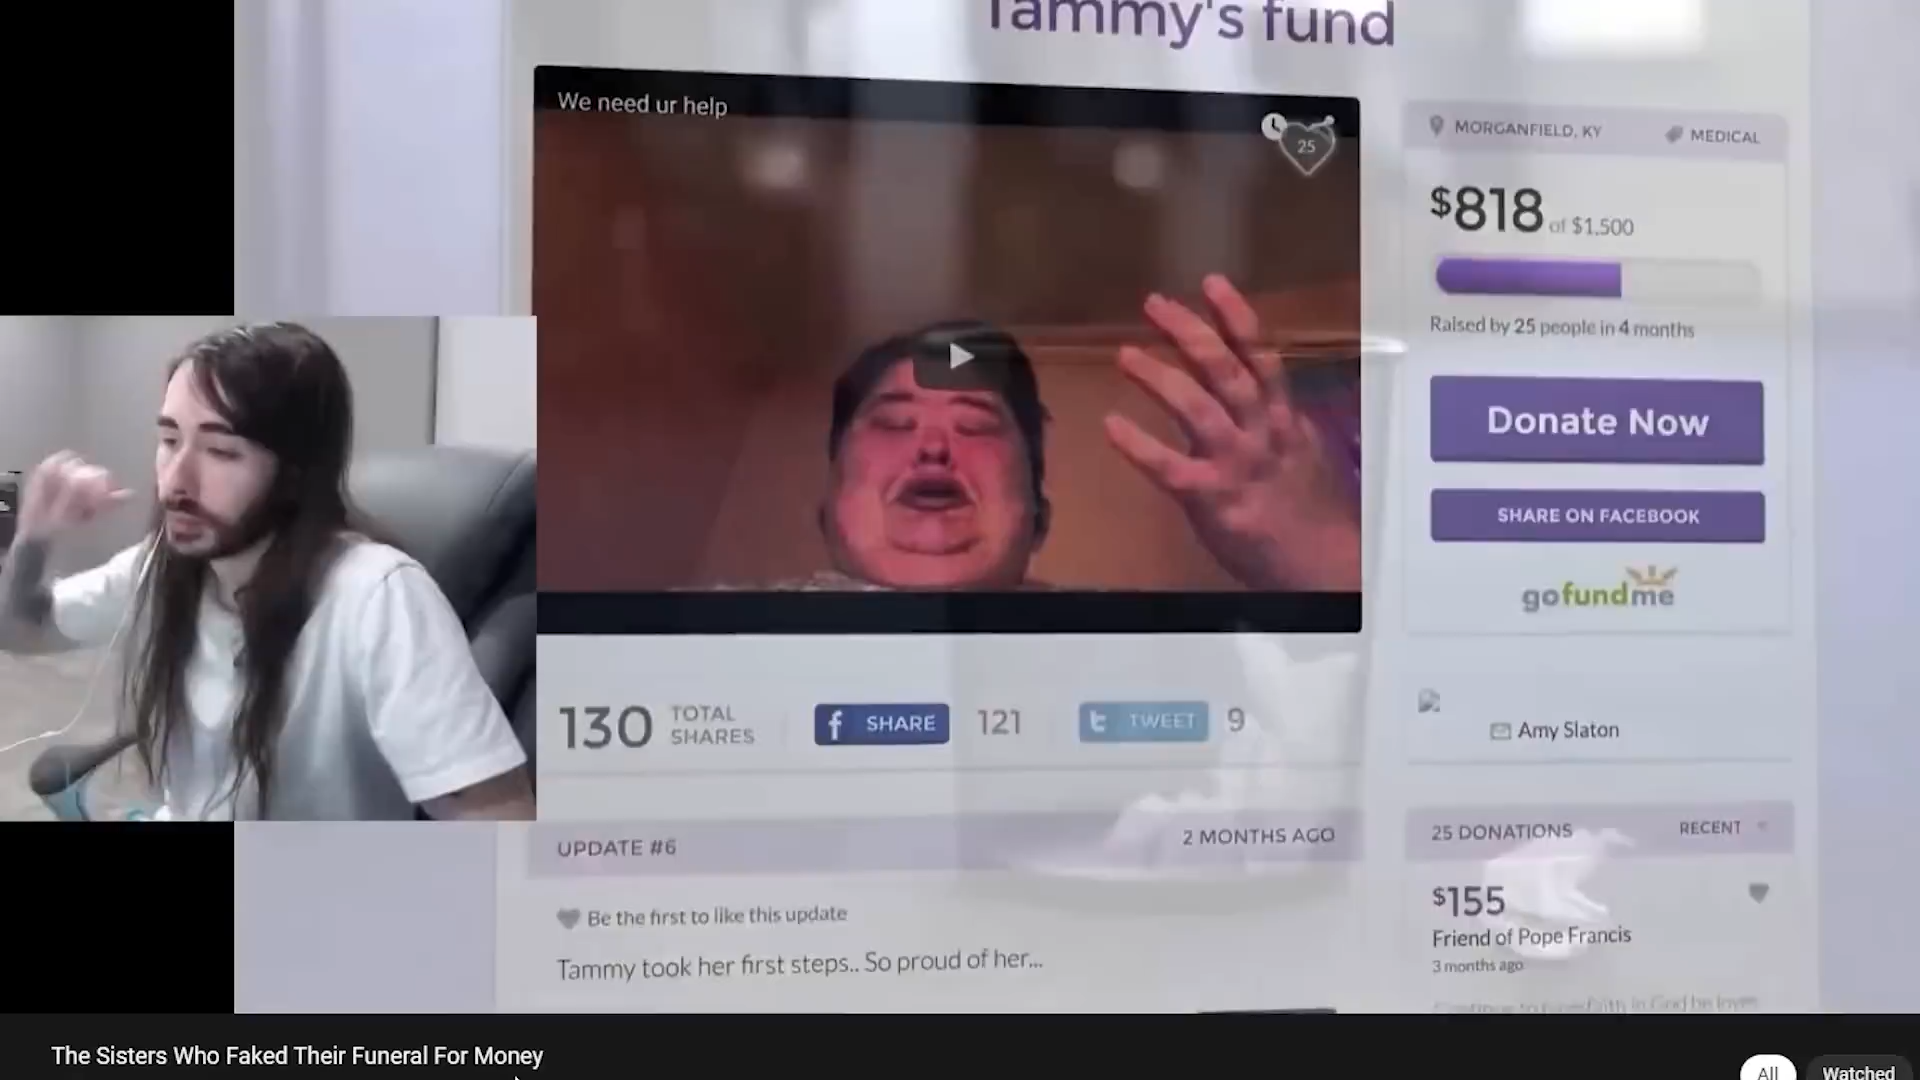 Tammy's fund
We need ur help
25
MORGANFIELD, KY
MEDICAL
$818 of $1,500
Raised by 25 people in 4 months
Donate Now
SHARE ON FACEBOOK
gofundme
130 TOTAL SHARES
f SHARE 121
TWEET 9
Amy Slaton
UPDATE #6
2 MONTHS AGO
25 DONATIONS
RECENT
Be the first to like this update
$155
Friend of Pope Francis
3 months ago
Tammy took her first steps.. So proud of her...
The Sisters Who Faked Their Funeral For Money
All
Watched